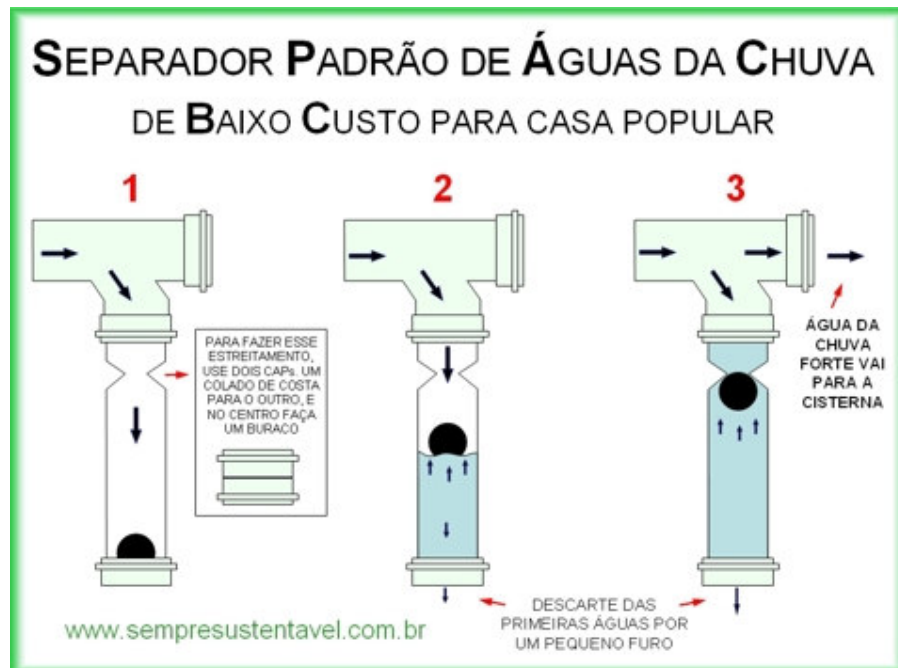 SEPARADOR PADRÃO DE ÁGUAS DA CHUVA
DE BAIXO CUSTO PARA CASA POPULAR
1
2
3
PARA FAZER ESSE
ESTREITAMENTO,
USE DOIS CAPs. UM
COLADO DE COSTA
PARA O OUTRO, E
NO CENTRO FAÇA
UM BURACO
ÁGUA DA
CHUVA
FORTE VAI
PARA A
CISTERNA
DESCARTE DAS
PRIMEIRAS ÁGUAS POR
UM PEQUENO FURO
www.sempresustentavel.com.br